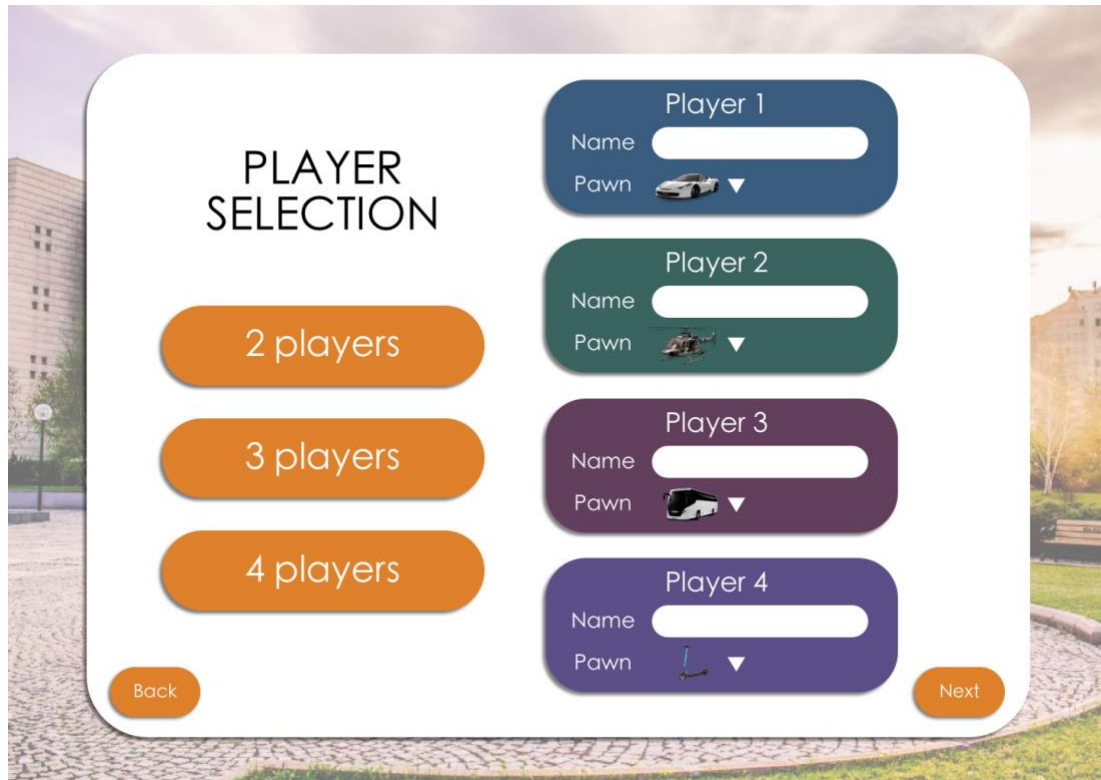 PLAYER
SELECTION
2 players
3 players
4 players
Back
Player 1
Name
Pawn
Player 2
Name
Pawn
Player 3
Name
Pawn
Player 4
Name
Pawn
Next